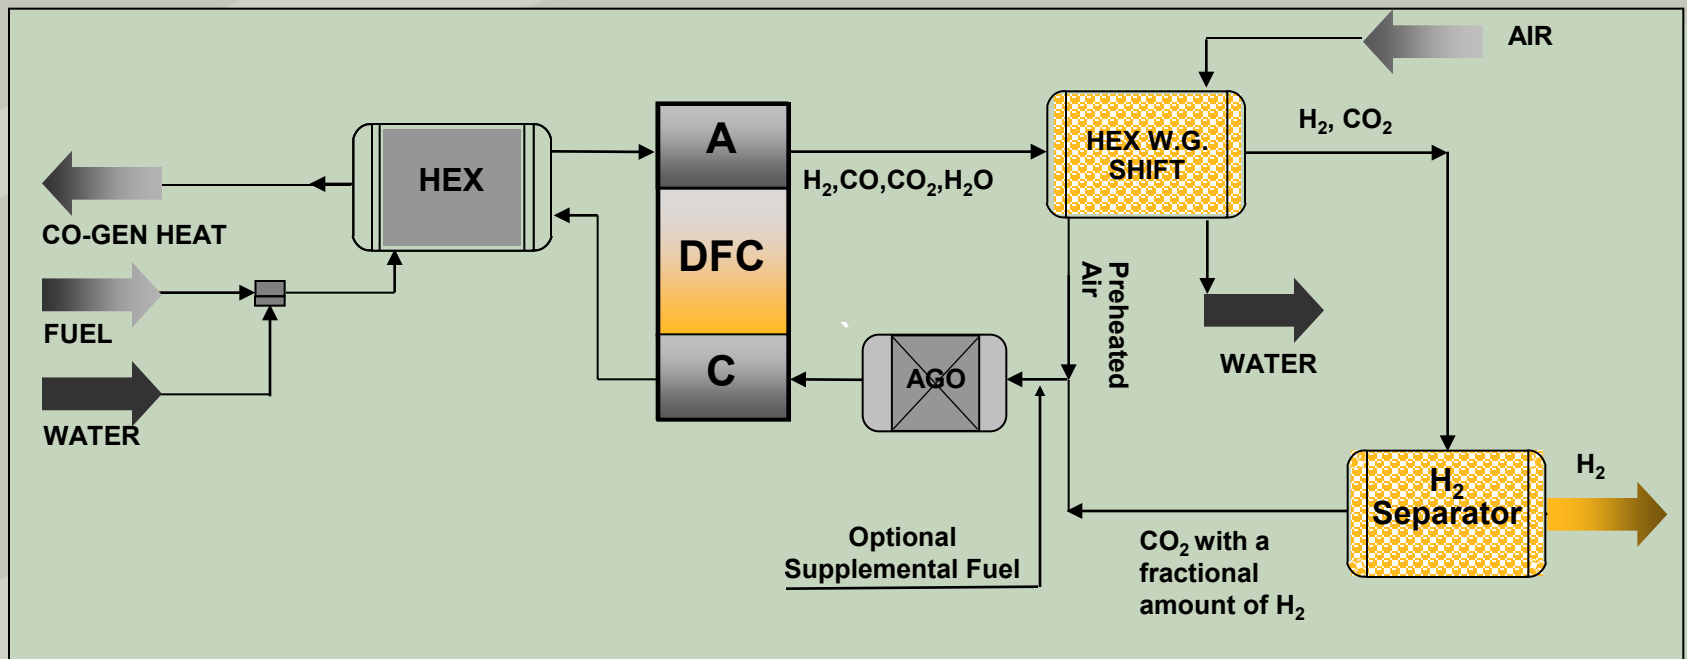 AIR
H₂, CO₂
A
HEX W.G.
SHIFT
HEX
H₂,CO,CO₂,H₂O
CO-GEN HEAT
DFC
Preheated
Air
FUEL
WATER
C
AGO
WATER
H₂
Separator
H₂
Optional
Supplemental Fuel
CO₂ with a
fractional
amount of H₂